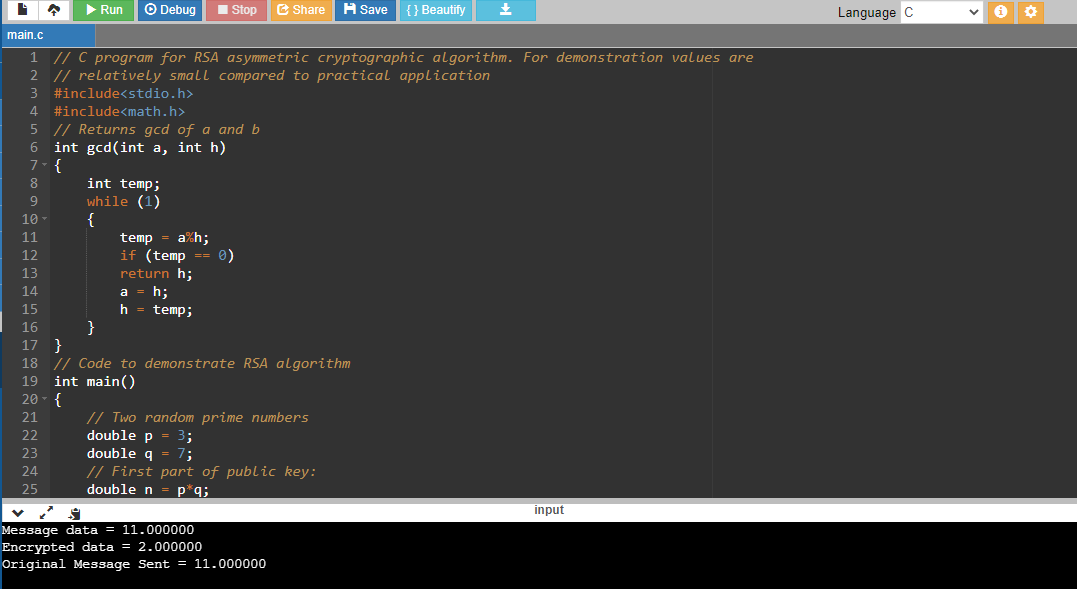 Run Debug Stop Share Save { } Beautify Language C
main.c
1 // C program for RSA asymmetric cryptographic algorithm. For demonstration values are
2 // relatively small compared to practical application
3 #include<stdio.h>
4 #include<math.h>
5 // Returns gcd of a and b
6 int gcd(int a, int h)
7 {
8 int temp;
9 while (1)
10 {
11 temp = a%h;
12 if (temp == 0)
13 return h;
14 a = h;
15 h = temp;
16 }
17 }
18 // Code to demonstrate RSA algorithm
19 int main()
20 {
21 // Two random prime numbers
22 double p = 3;
23 double q = 7;
24 // First part of public key:
25 double n = p*q;
input
Message data = 11.000000
Encrypted data = 2.000000
Original Message Sent = 11.000000